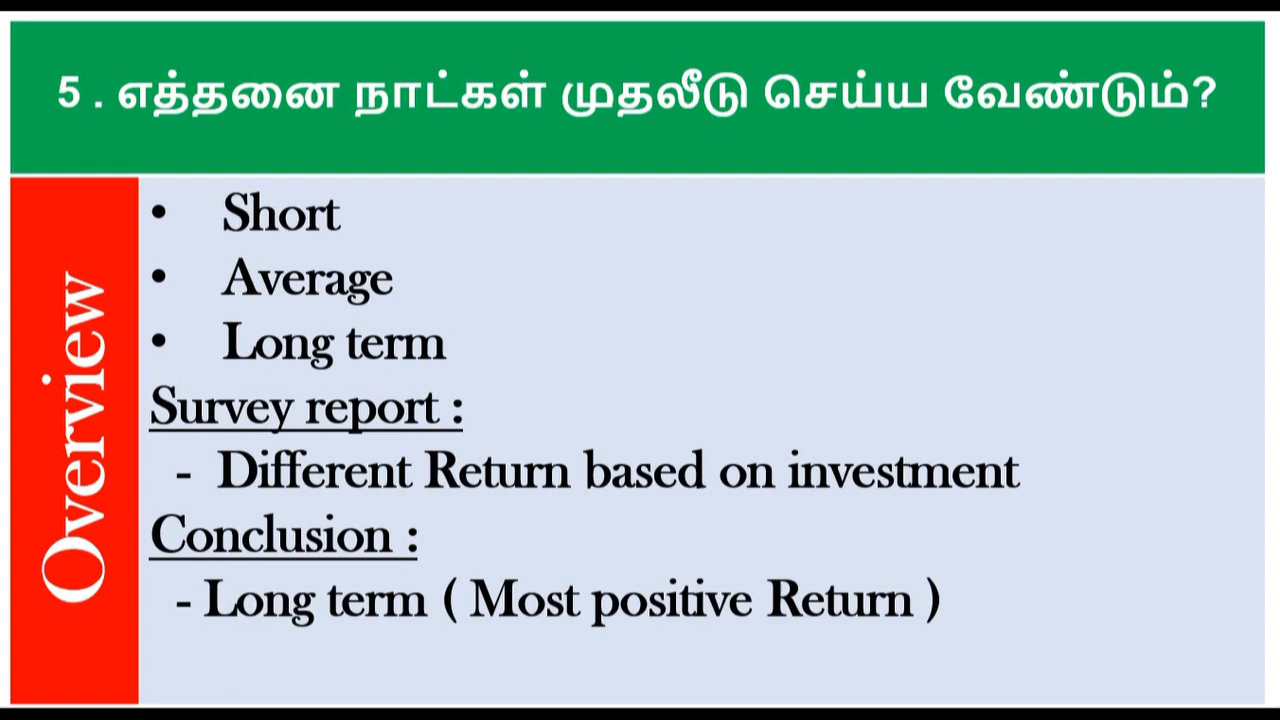 5 . எத்தனை நாட்கள் முதலீடு செய்ய வேண்டும்?
Overview
• Short
• Average
• Long term
Survey report :
- Different Return based on investment
Conclusion :
- Long term ( Most positive Return )